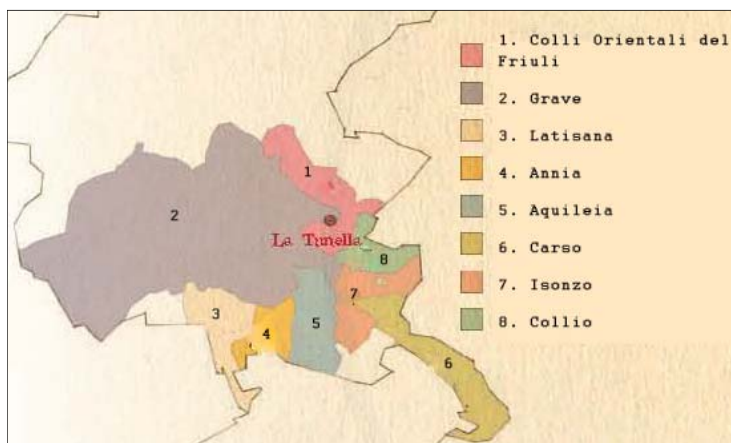 1. Colli Orientali del
Friuli
2. Grave
3. Latisana
4. Annia
5. Aquileia
6. Carso
7. Isonzo
8. Collio
1
2
La Tunella
8
7
3
4
5
6